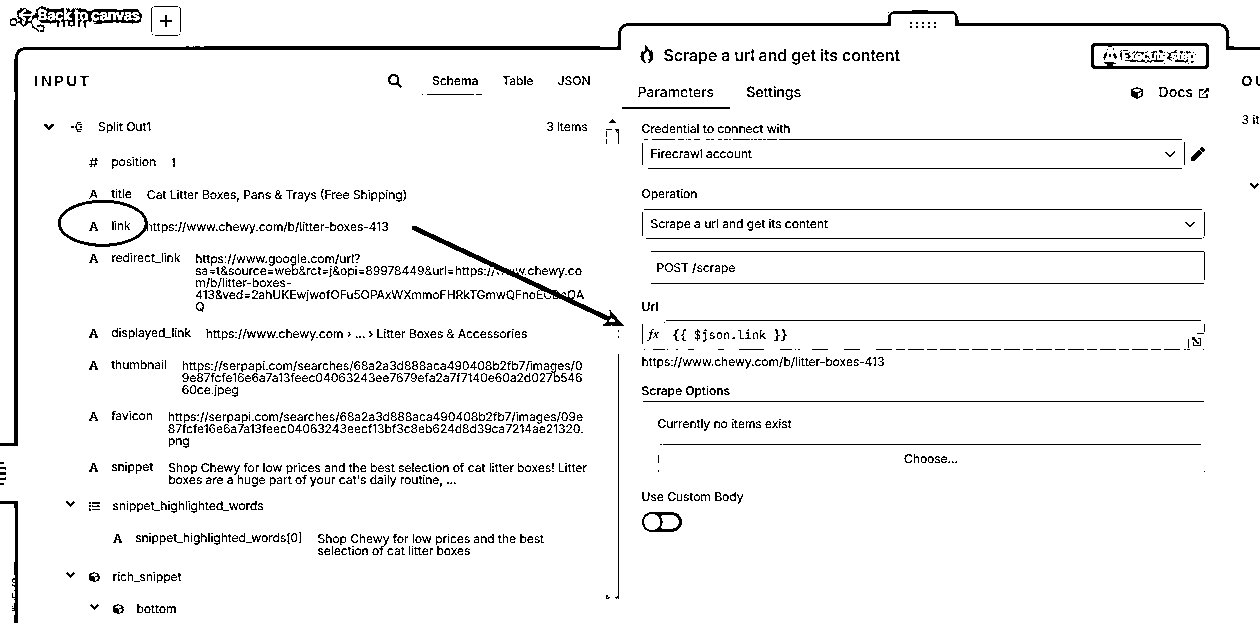 Back to canvas
+
INPUT
Schema
Table
JSON
Split Out1
3 items
# position 1
A title Cat Litter Boxes, Pans & Trays (Free Shipping)
A link https://www.chewy.com/b/litter-boxes-413
A redirect_link https://www.google.com/url?
sa=t&source=web&rct=j&opi=89978449&url=https://www.chewy.co
m/b/litter-boxes-
Q
A displayed_link https://www.chewy.com › ... › Litter Boxes & Accessories
A thumbnail https://serpapi.com/searches/68a2a3d888aca490408b2fb7/images/0
9e87fcfe16e6a7a13feec04063243ee7679efa2a7f7140e60a2d027b546
60ce.jpeg
A favicon https://serpapi.com/searches/68a2a3d888aca490408b2fb7/images/09e
87fcfe16e6a7a13feec04063243eecf13bf3c8eb624d8d39ca7214ae21320.
png
A snippet Shop Chewy for low prices and the best selection of cat litter boxes! Litter
boxes are a huge part of your cat's daily routine, ...
snippet_highlighted_words
A snippet_highlighted_words[0] Shop Chewy for low prices and the best
selection of cat litter boxes
rich_snippet
bottom
Scrape a url and get its content
Execute step
Parameters
Settings
Docs
Credential to connect with
Firecrawl account
Operation
Scrape a url and get its content
POST /scrape
Url
fx {{ $json.link }}
https://www.chewy.com/b/litter-boxes-413
Scrape Options
Currently no items exist
Choose...
Use Custom Body
OU
3 it